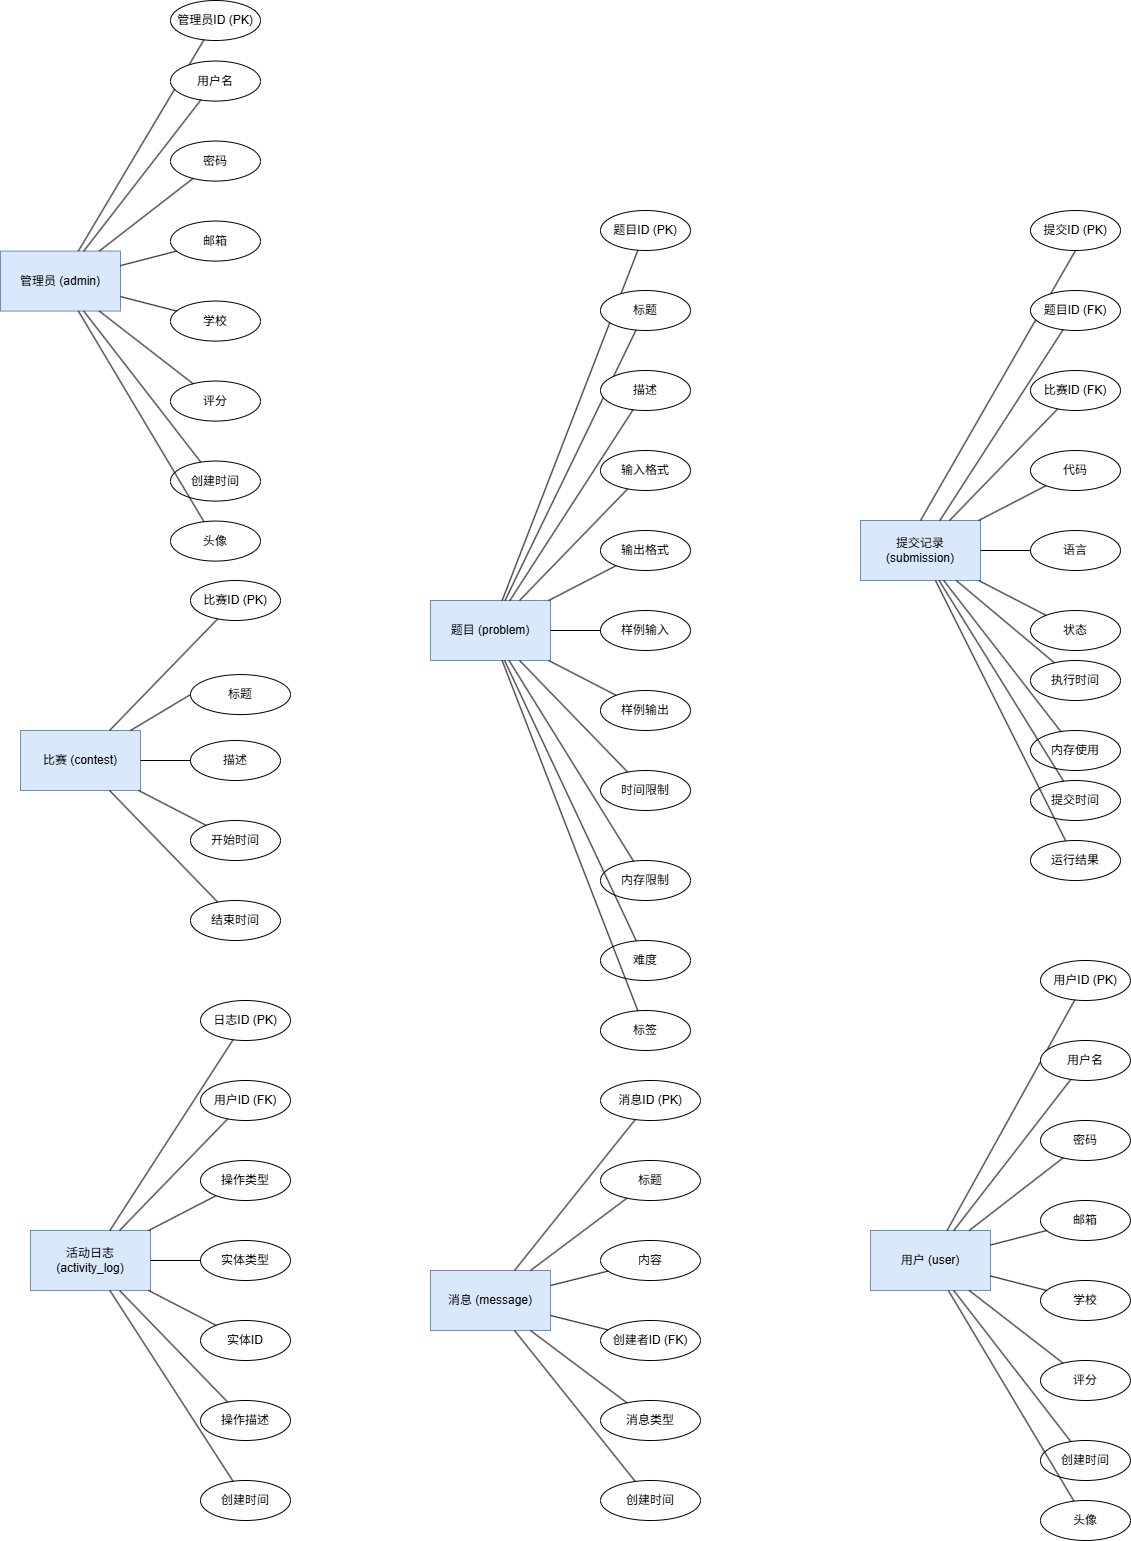 管理员ID (PK)
用户名
密码
邮箱
管理员 (admin)
学校
评分
创建时间
头像
比赛ID (PK)
标题
比赛 (contest)
描述
开始时间
结束时间
日志ID (PK)
用户ID (FK)
操作类型
活动日志
(activity_log)
实体类型
实体ID
操作描述
创建时间
题目ID (PK)
标题
描述
输入格式
输出格式
题目 (problem)
样例输入
样例输出
时间限制
内存限制
难度
标签
消息ID (PK)
标题
内容
消息 (message)
创建者ID (FK)
消息类型
创建时间
提交ID (PK)
题目ID (FK)
比赛ID (FK)
代码
提交记录
(submission)
语言
状态
执行时间
内存使用
提交时间
运行结果
用户ID (PK)
用户名
密码
邮箱
用户 (user)
学校
评分
创建时间
头像